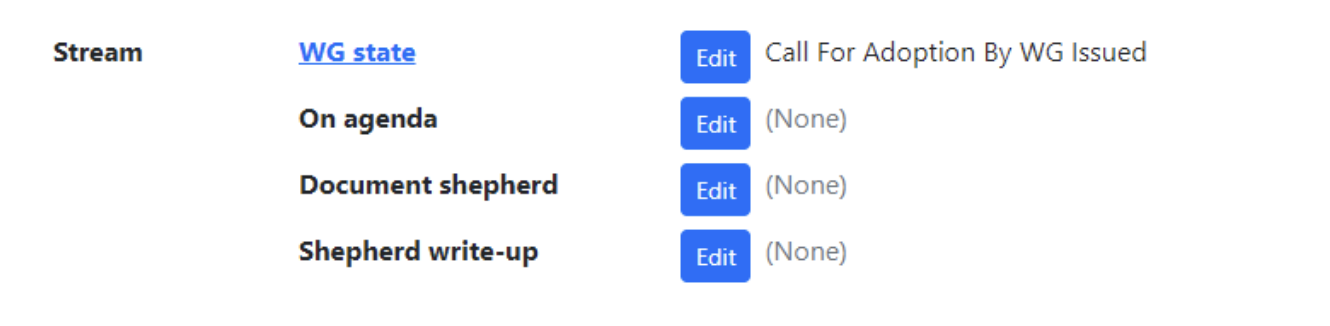 Stream WG state Edit Call For Adoption By WG Issued
On agenda Edit (None)
Document shepherd Edit (None)
Shepherd write-up Edit (None)